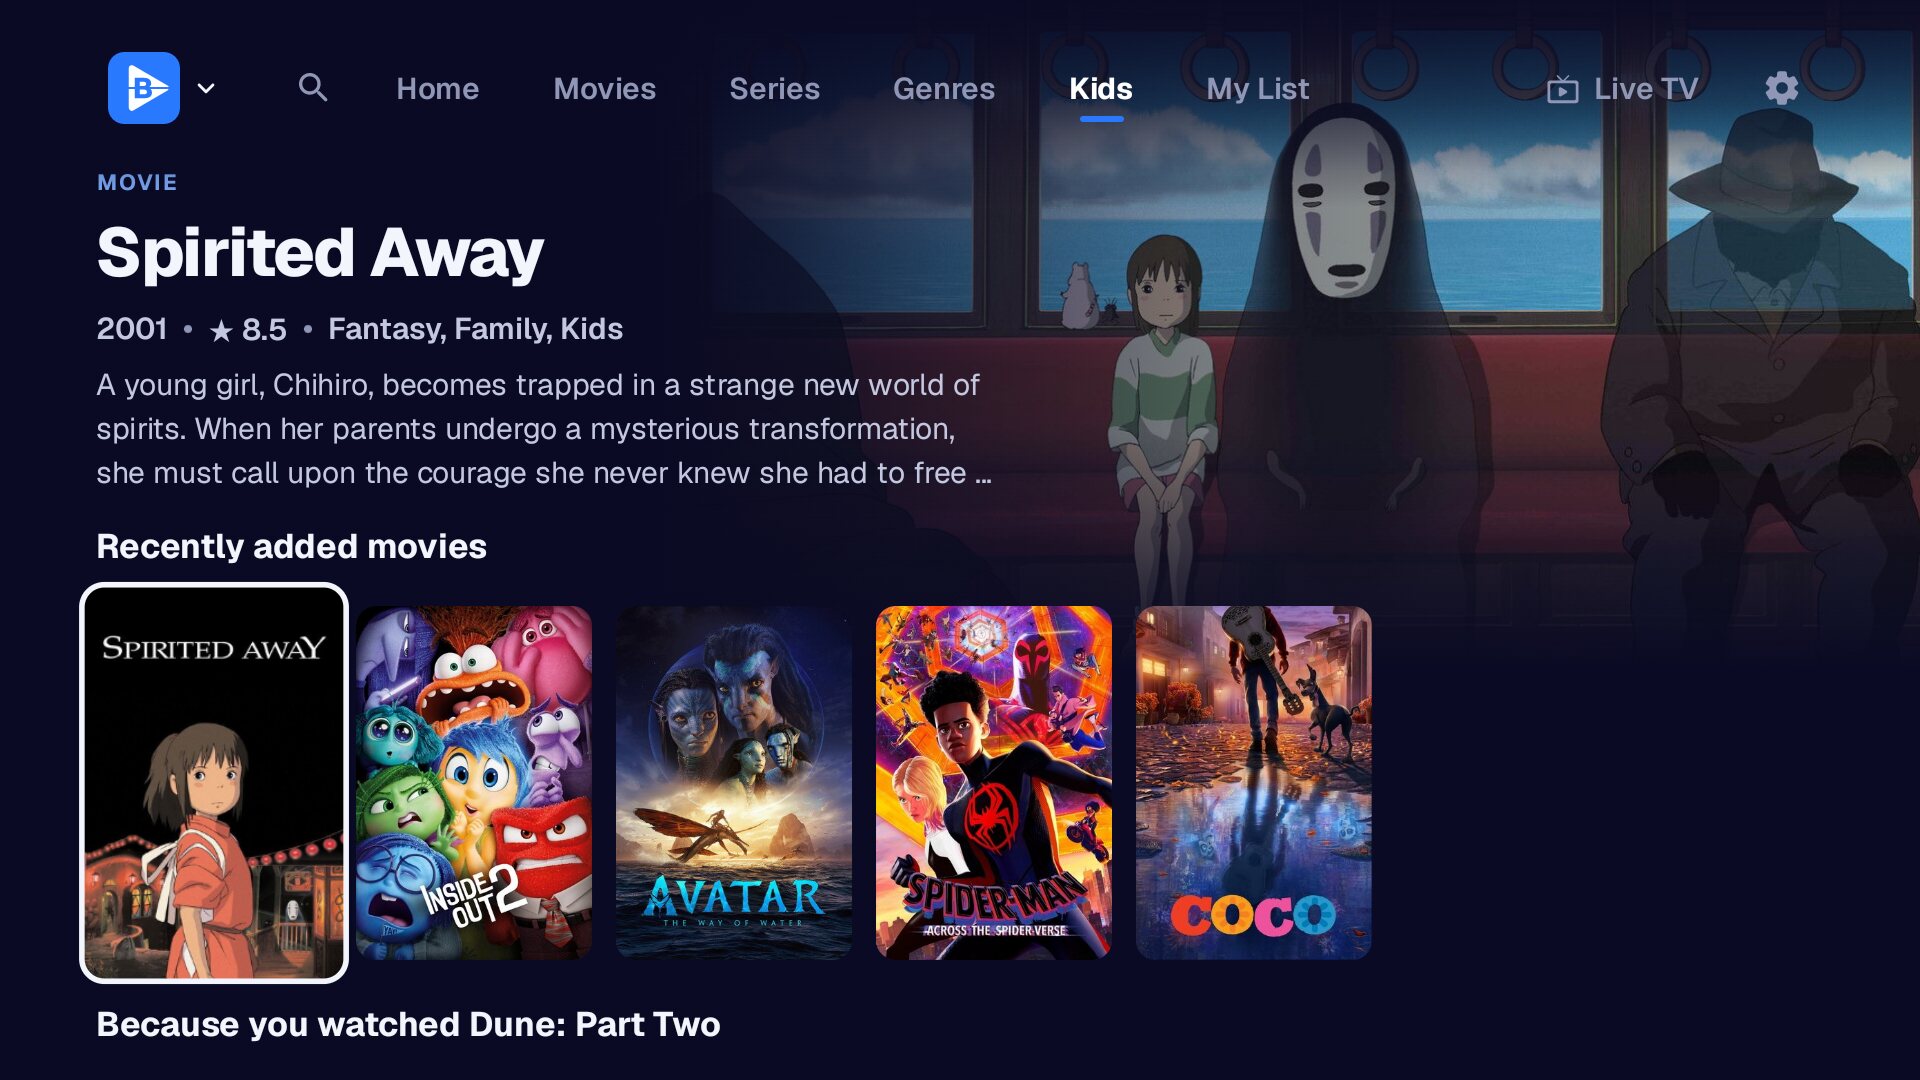 B
Home
Movies
Series
Genres
Kids
My List
Live TV
MOVIE
Spirited Away
2001 • ★ 8.5 • Fantasy, Family, Kids
A young girl, Chihiro, becomes trapped in a strange new world of
spirits. When her parents undergo a mysterious transformation,
she must call upon the courage she never knew she had to free ...
Recently added movies
SPIRITED AWAY
INSIDE
OUT 2
AVATAR
THE WAY OF WATER
SPIDER-MAN
ACROSS THE SPIDER-VERSE
COCO
Because you watched Dune: Part Two